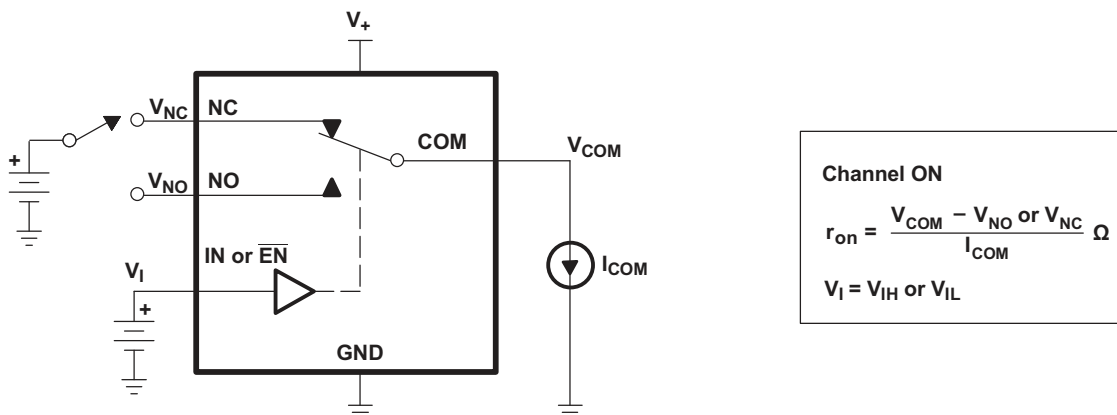 V+
VNC NC
COM
VCOM
+
VNO NO
IN or EN
VI
+
ICOM
GND
Channel ON
ron = VCOM – VNO or VNC / ICOM Ω
VI = VIH or VIL